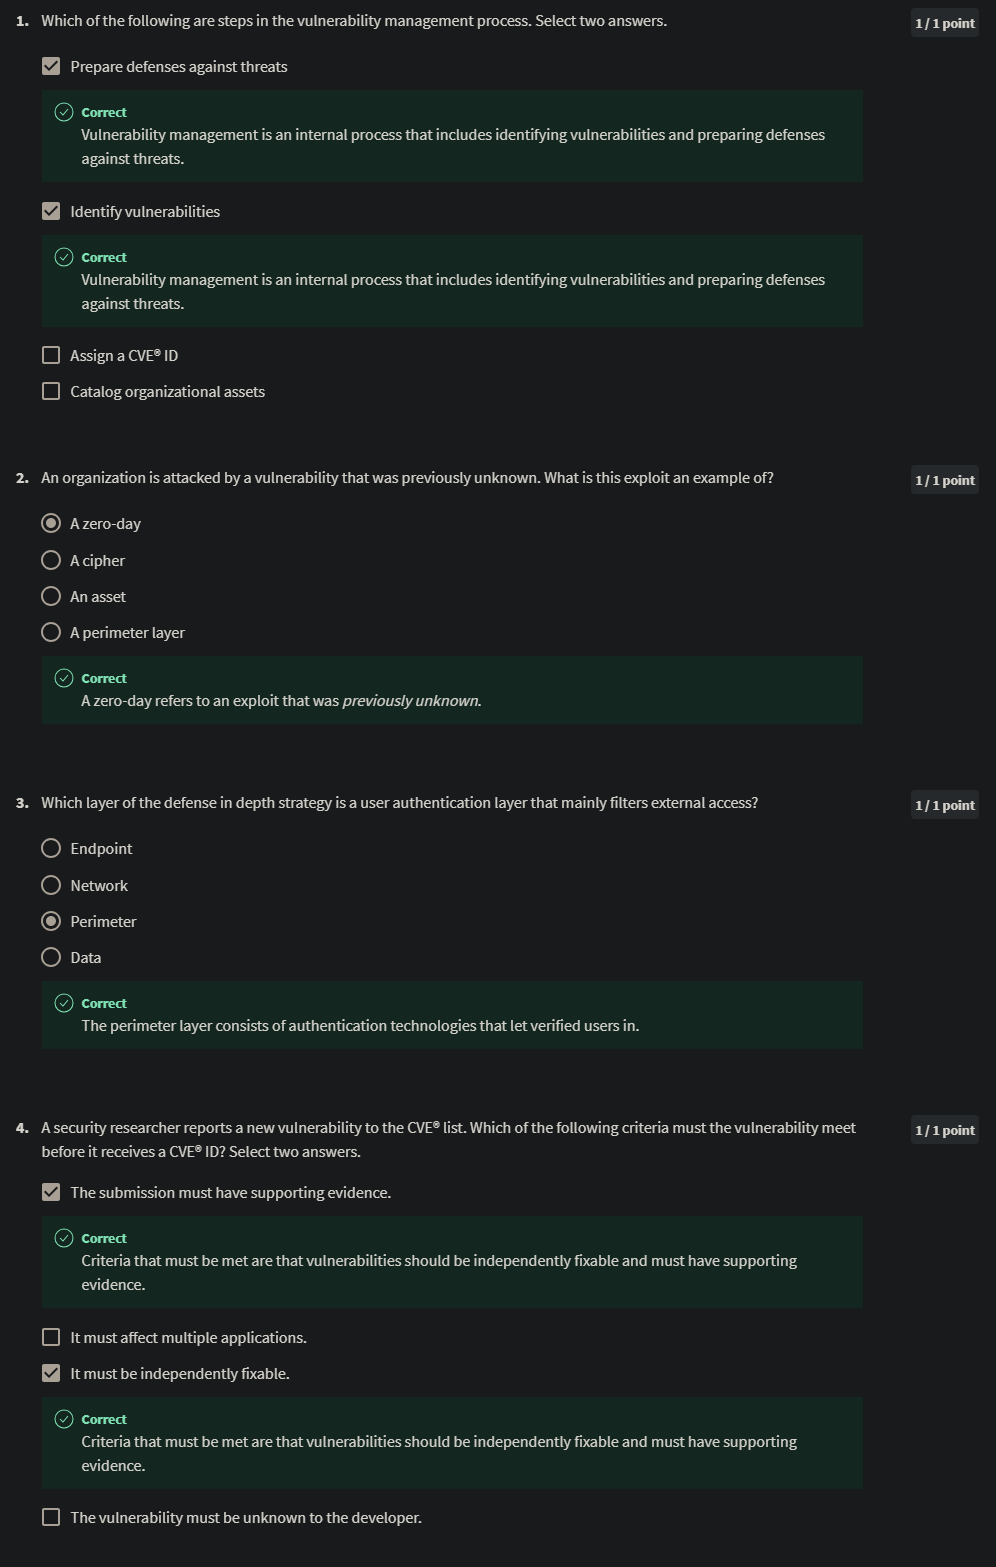 1. Which of the following are steps in the vulnerability management process. Select two answers.
1 / 1 point
Prepare defenses against threats
Correct
Vulnerability management is an internal process that includes identifying vulnerabilities and preparing defenses
against threats.
Identify vulnerabilities
Correct
Vulnerability management is an internal process that includes identifying vulnerabilities and preparing defenses
against threats.
Assign a CVE® ID
Catalog organizational assets
2. An organization is attacked by a vulnerability that was previously unknown. What is this exploit an example of?
1 / 1 point
A zero-day
A cipher
An asset
A perimeter layer
Correct
A zero-day refers to an exploit that was previously unknown.
3. Which layer of the defense in depth strategy is a user authentication layer that mainly filters external access?
1 / 1 point
Endpoint
Network
Perimeter
Data
Correct
The perimeter layer consists of authentication technologies that let verified users in.
4. A security researcher reports a new vulnerability to the CVE® list. Which of the following criteria must the vulnerability meet
before it receives a CVE® ID? Select two answers.
1 / 1 point
The submission must have supporting evidence.
Correct
Criteria that must be met are that vulnerabilities should be independently fixable and must have supporting
evidence.
It must affect multiple applications.
It must be independently fixable.
Correct
Criteria that must be met are that vulnerabilities should be independently fixable and must have supporting
evidence.
The vulnerability must be unknown to the developer.